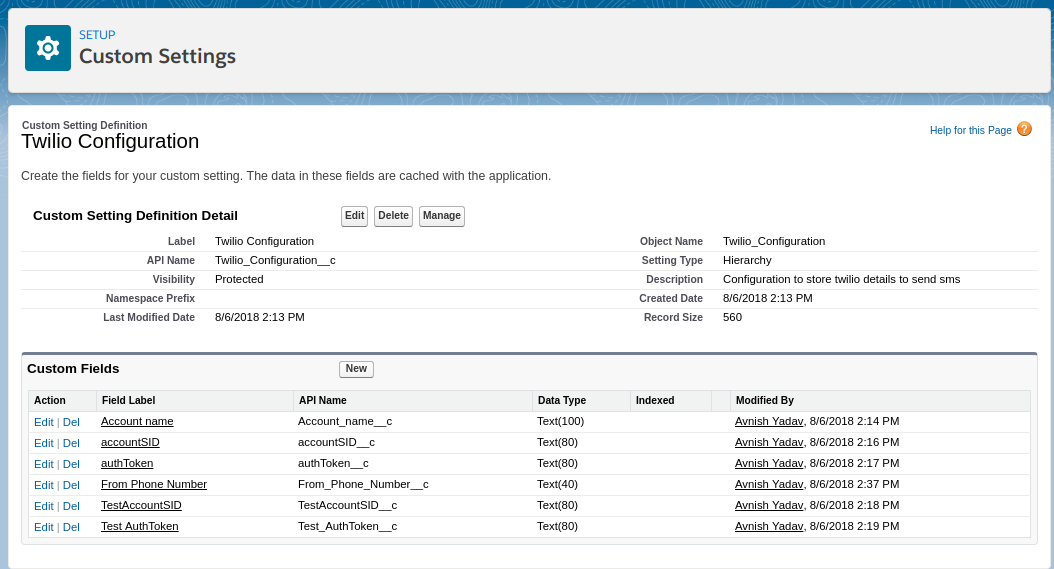 SETUP
Custom Settings
Custom Setting Definition
Twilio Configuration
Help for this Page ?
Create the fields for your custom setting. The data in these fields are cached with the application.
Custom Setting Definition Detail Edit Delete Manage
Label Twilio Configuration Object Name Twilio_Configuration
API Name Twilio_Configuration__c Setting Type Hierarchy
Visibility Protected Description Configuration to store twilio details to send sms
Namespace Prefix Created Date 8/6/2018 2:13 PM
Last Modified Date 8/6/2018 2:13 PM Record Size 560
Custom Fields New
Action Field Label API Name Data Type Indexed Modified By
Edit | Del Account name Account_name__c Text(100) Avnish Yadav, 8/6/2018 2:14 PM
Edit | Del accountSID accountSID__c Text(80) Avnish Yadav, 8/6/2018 2:16 PM
Edit | Del authToken authToken__c Text(80) Avnish Yadav, 8/6/2018 2:17 PM
Edit | Del From Phone Number From_Phone_Number__c Text(40) Avnish Yadav, 8/6/2018 2:37 PM
Edit | Del TestAccountSID TestAccountSID__c Text(80) Avnish Yadav, 8/6/2018 2:18 PM
Edit | Del Test AuthToken Test_AuthToken__c Text(80) Avnish Yadav, 8/6/2018 2:19 PM